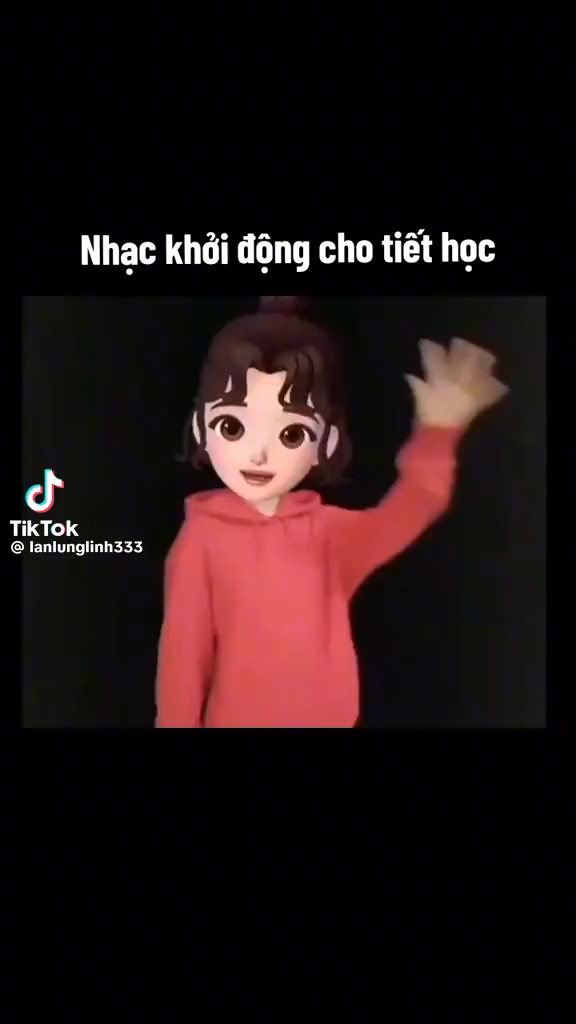 Nhạc khởi động cho tiết học
TikTok
@ lanlunglinh333